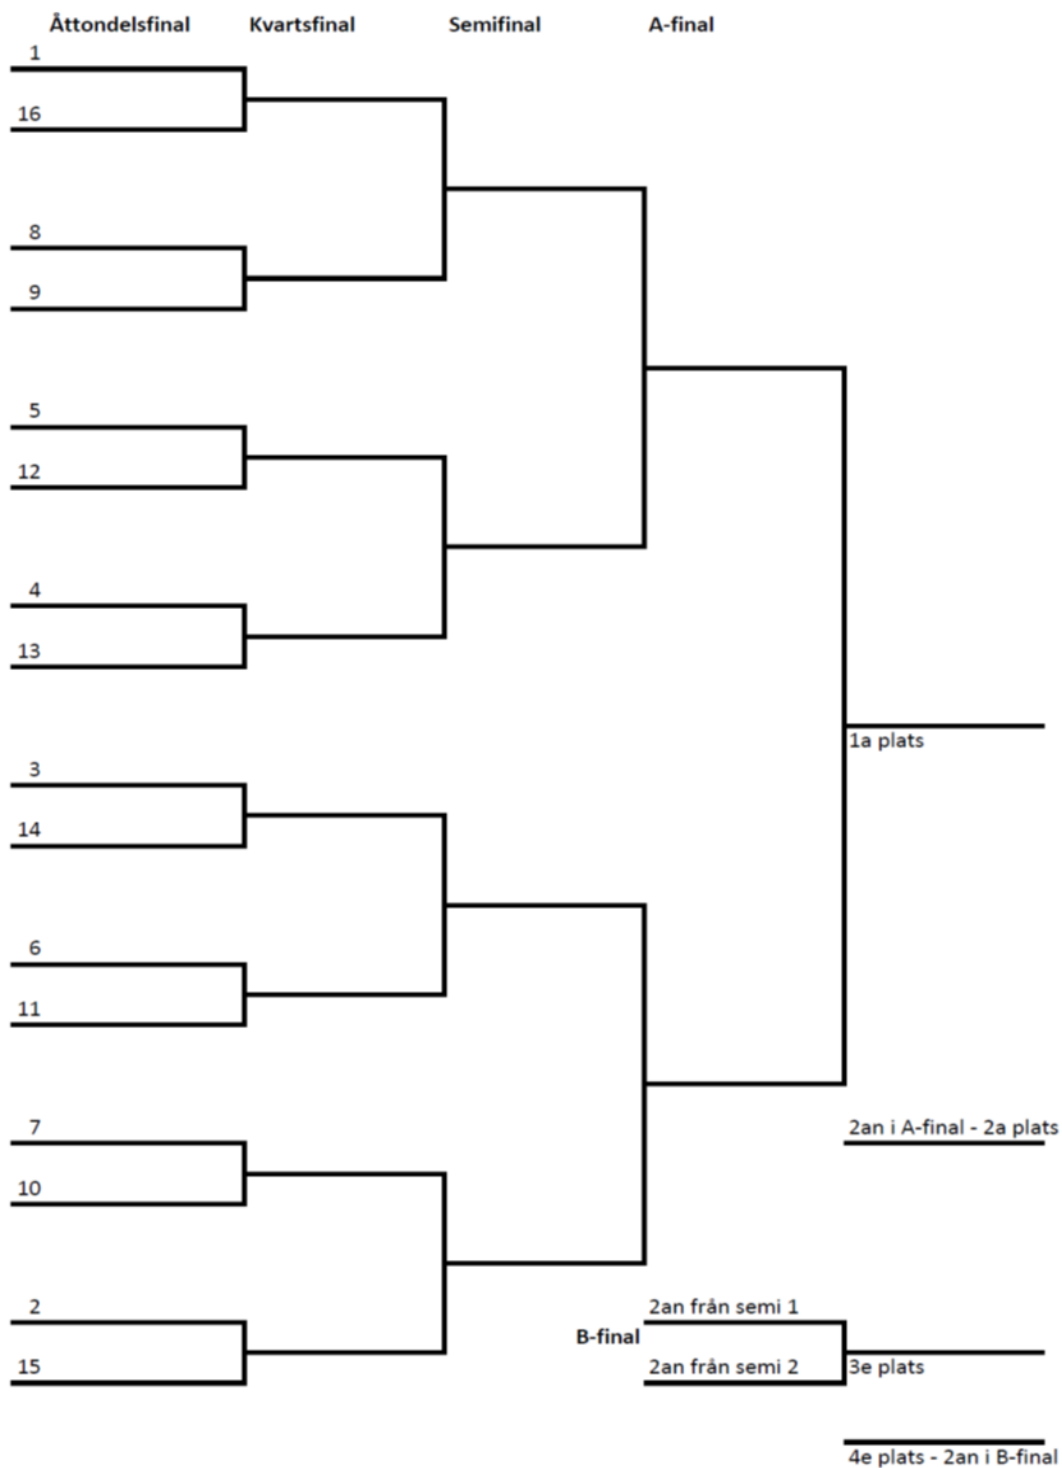 Åttondelsfinal Kvartsfinal Semifinal A-final
1
16
8
9
5
12
4
13
1a plats
3
14
6
11
7
2an i A-final - 2a plats
10
2
2an från semi 1
B-final
15
2an från semi 2
3e plats
4e plats - 2an i B-final